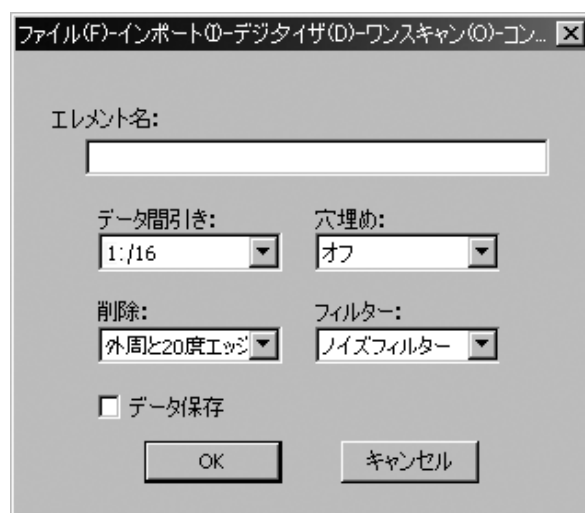 ファイル(F)-インポート(I)-デジタイザ(D)-ワンスキャン(O)-コン...
エレメント名:
データ間引き: 穴埋め:
1:/16 オフ
削除: フィルター:
外周と20度エッジ ノイズフィルター
データ保存
OK キャンセル